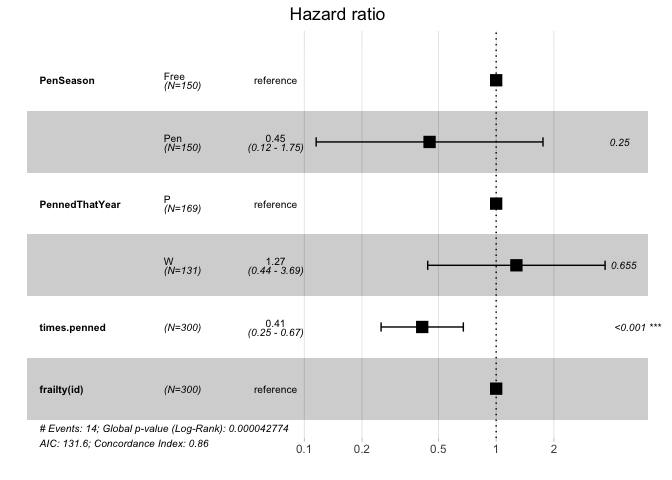 Hazard ratio
PenSeason
Free
(N=150)
reference
Pen
(N=150)
0.45
(0.12 - 1.75)
0.25
PennedThatYear
P
(N=169)
reference
W
(N=131)
1.27
(0.44 - 3.69)
0.655
times.penned
(N=300)
0.41
(0.25 - 0.67)
<0.001 ***
frailty(id)
(N=300)
reference
# Events: 14; Global p-value (Log-Rank): 0.000042774
AIC: 131.6; Concordance Index: 0.86
0.1 0.2 0.5 1 2